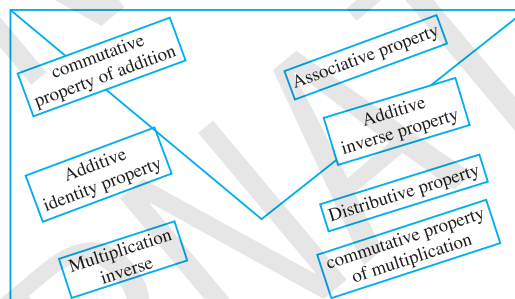 commutative
property of addition
Associative property
Additive
inverse property
Additive
identity property
Distributive property
Multiplication
inverse
commutative property
of multiplication